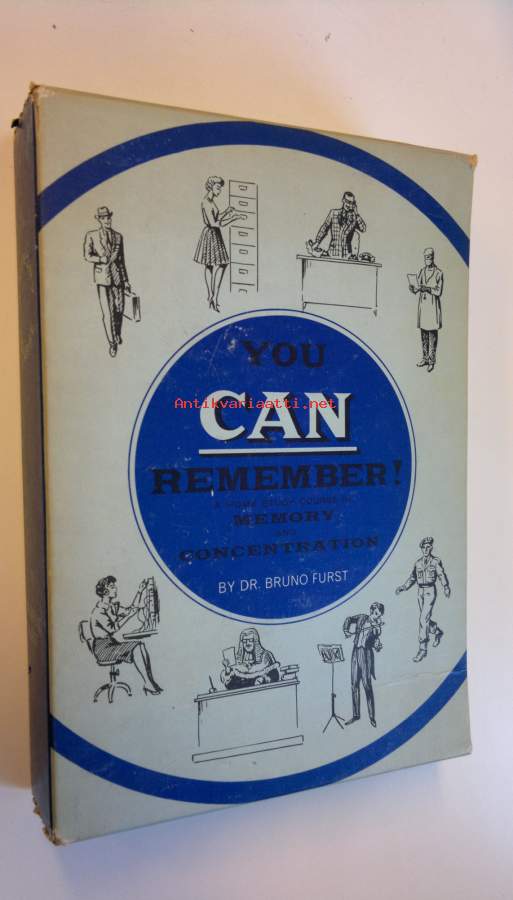 YOU
Antikvariaatti.net
CAN
REMEMBER!
A HOME STUDY COURSE IN
MEMORY
AND
CONCENTRATION
BY DR. BRUNO FURST